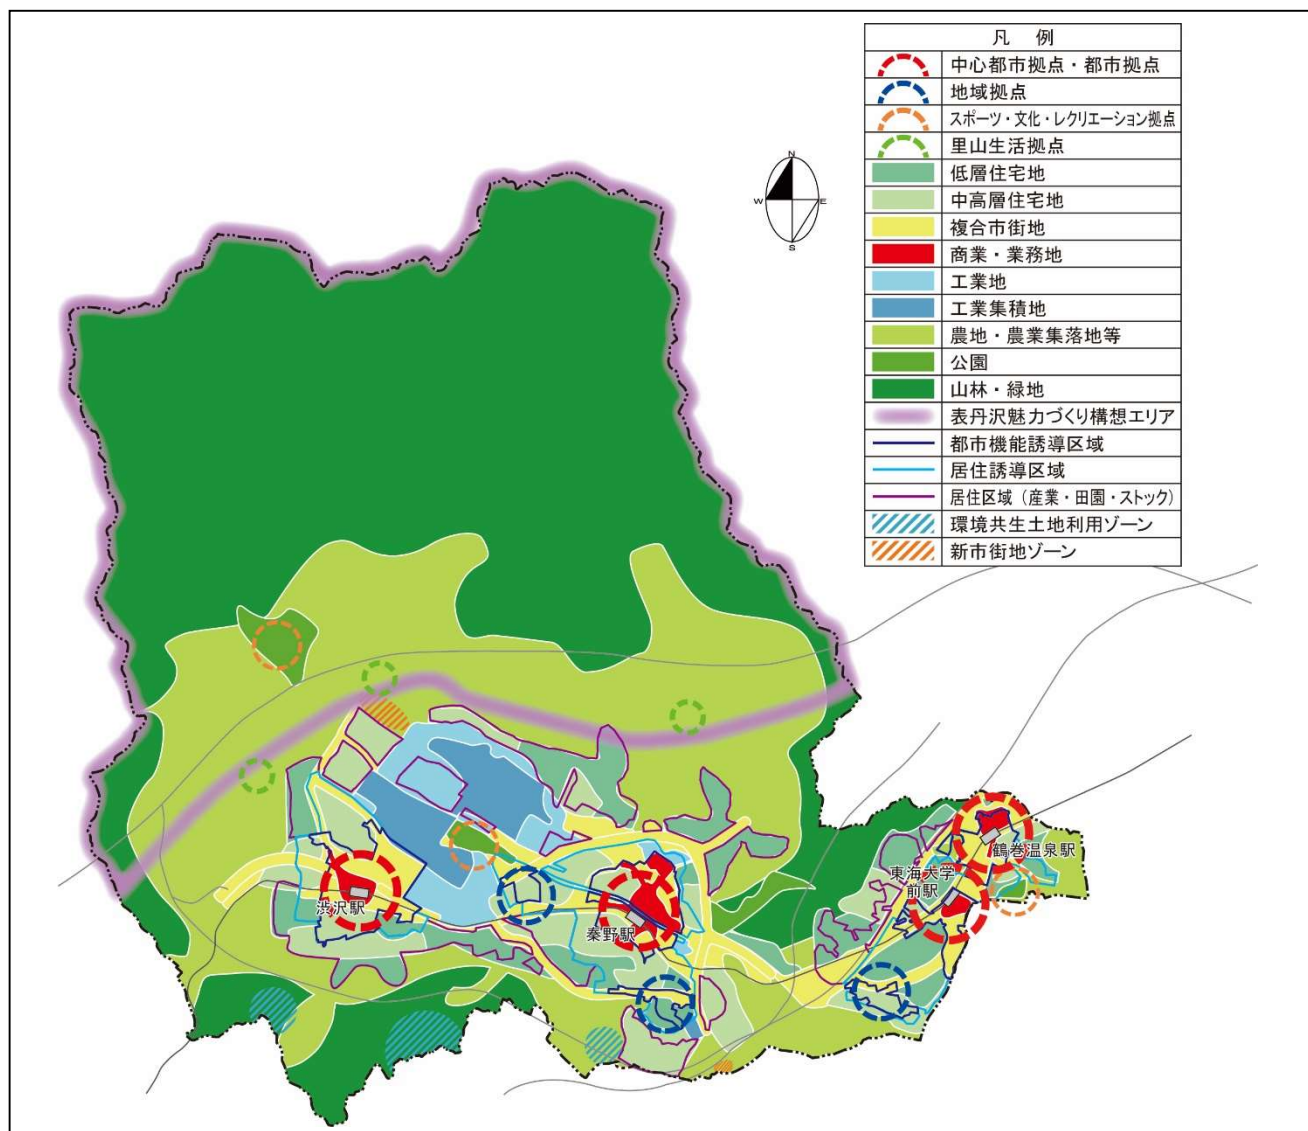 凡 例
中心都市拠点・都市拠点
地域拠点
スポーツ・文化・レクリエーション拠点
里山生活拠点
低層住宅地
中高層住宅地
複合市街地
商業・業務地
工業地
工業集積地
農地・農業集落地等
公園
山林・緑地
表丹沢魅力づくり構想エリア
都市機能誘導区域
居住誘導区域
居住区域（産業・田園・ストック）
環境共生土地利用ゾーン
新市街地ゾーン
N
W E
S
鶴巻温泉駅
東海大学
前駅
渋沢駅
秦野駅